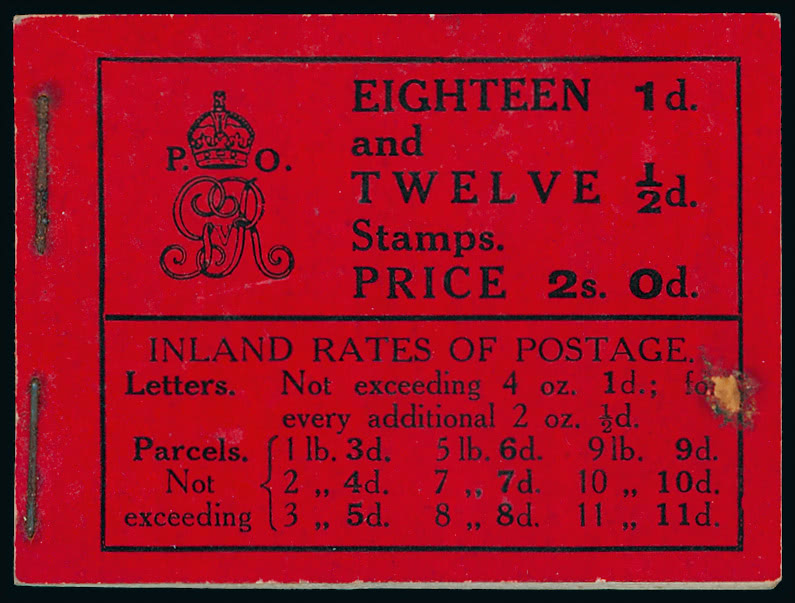 P. O.
GVR
EIGHTEEN 1d.
and
TWELVE ½d.
Stamps.
PRICE 2s. 0d.
INLAND RATES OF POSTAGE.
Letters. Not exceeding 4 oz. 1d.; for
every additional 2 oz. ½d.
Parcels. { 1 lb. 3d. 5 lb. 6d. 9 lb. 9d.
Not { 2 „ 4d. 7 „ 7d. 10 „ 10d.
exceeding { 3 „ 5d. 8 „ 8d. 11 „ 11d.